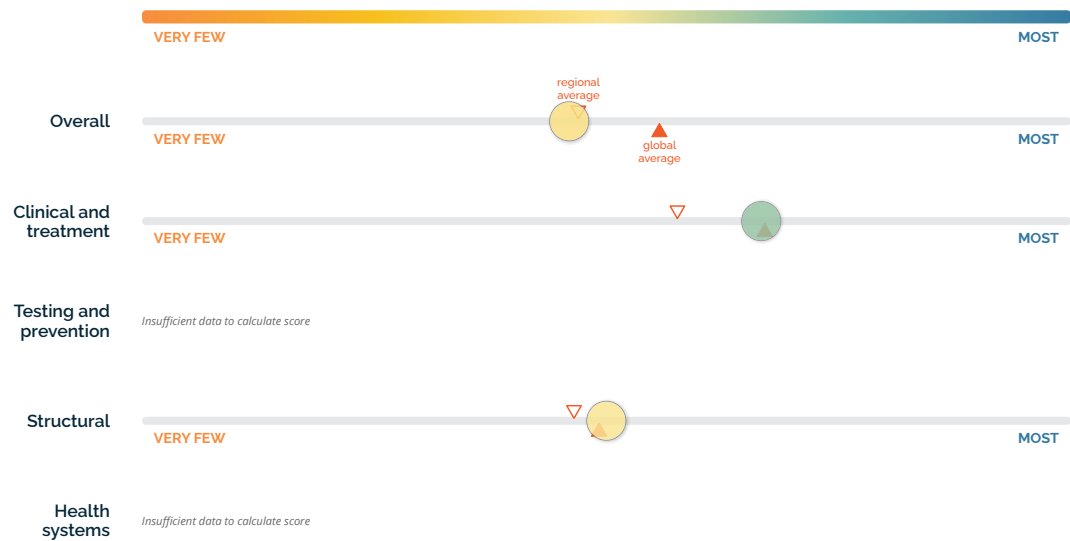 VERY FEW
MOST
regional
average
Overall
VERY FEW
MOST
global
average
Clinical and
treatment
VERY FEW
MOST
Testing and
prevention
Insufficient data to calculate score
Structural
VERY FEW
MOST
Health
systems
Insufficient data to calculate score